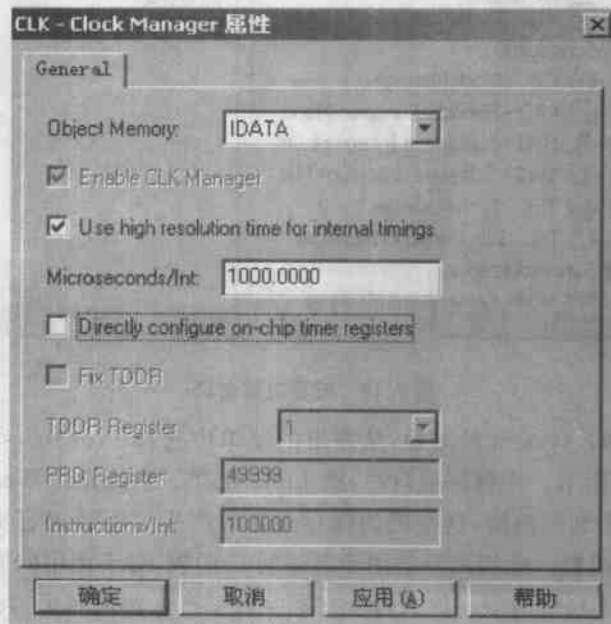 CLK - Clock Manager 属性
General
Object Memory: IDATA
Enable CLK Manager
Use high resolution time for internal timings
Microseconds/Int: 1000.0000
Directly configure on-chip timer registers
Fix TDDR
TDDR Register 1
PRD Register: 49999
Instructions/Int: 100000
确定 取消 应用(A) 帮助